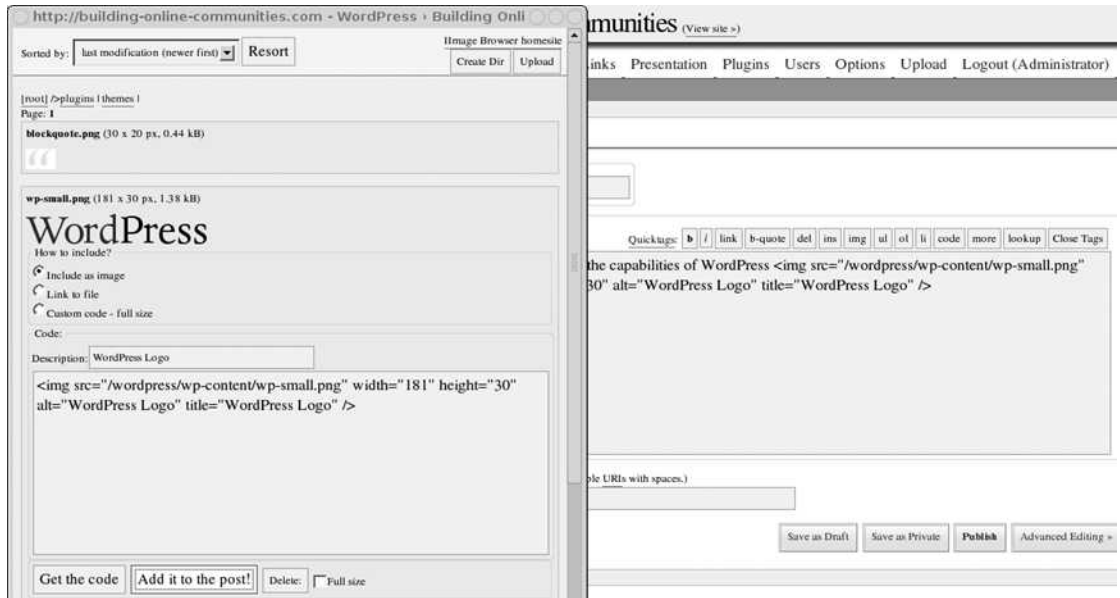 http://building-online-communities.com - WordPress › Building Onli
Sorted by: last modification (newer first) Resort
IImage Browser homesite
Create Dir Upload
[root] />plugins | themes |
Page: 1
blockquote.png (30 x 20 px, 0.44 kB)
“
wp-small.png (181 x 30 px, 1.38 kB)
WordPress
How to include?
Include as image
Link to file
Custom code - full size
Code:
Description: WordPress Logo
<img src="/wordpress/wp-content/wp-small.png" width="181" height="30"
alt="WordPress Logo" title="WordPress Logo" />
Get the code Add it to the post! Delete: Full size
(View site »)
Presentation Plugins Users Options Upload Logout (Administrator)
Quicktags: b i link b-quote del ins img ul ol li code more lookup Close Tags
the capabilities of WordPress <img src="/wordpress/wp-content/wp-small.png"
30" alt="WordPress Logo" title="WordPress Logo" />
URIs with spaces.)
Save as Draft Save as Private Publish Advanced Editing »